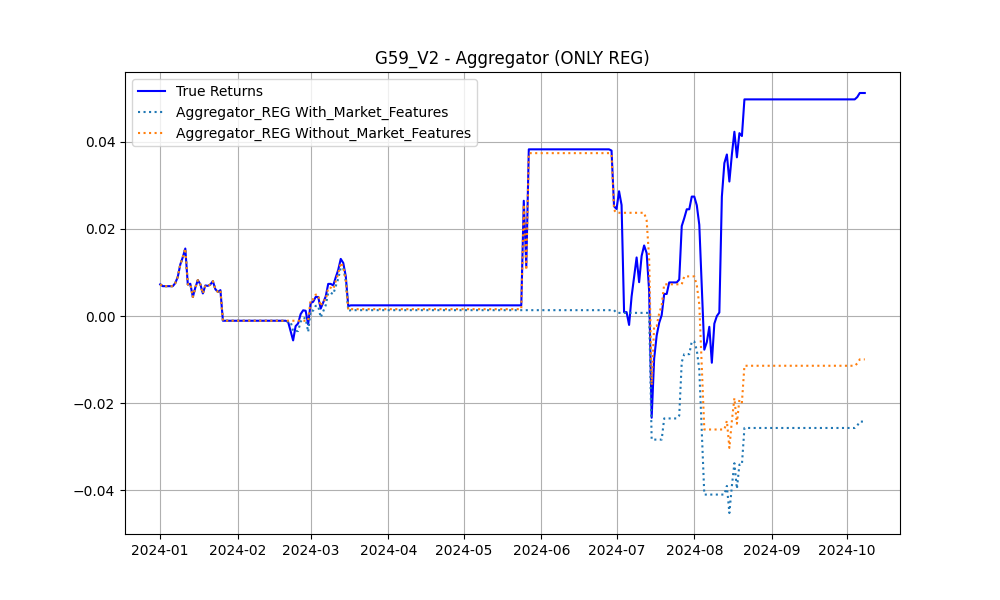 G59_V2 - Aggregator (ONLY REG)
True Returns
Aggregator_REG With_Market_Features
Aggregator_REG Without_Market_Features
0.04
0.02
0.00
−0.02
−0.04
2024-01 2024-02 2024-03 2024-04 2024-05 2024-06 2024-07 2024-08 2024-09 2024-10